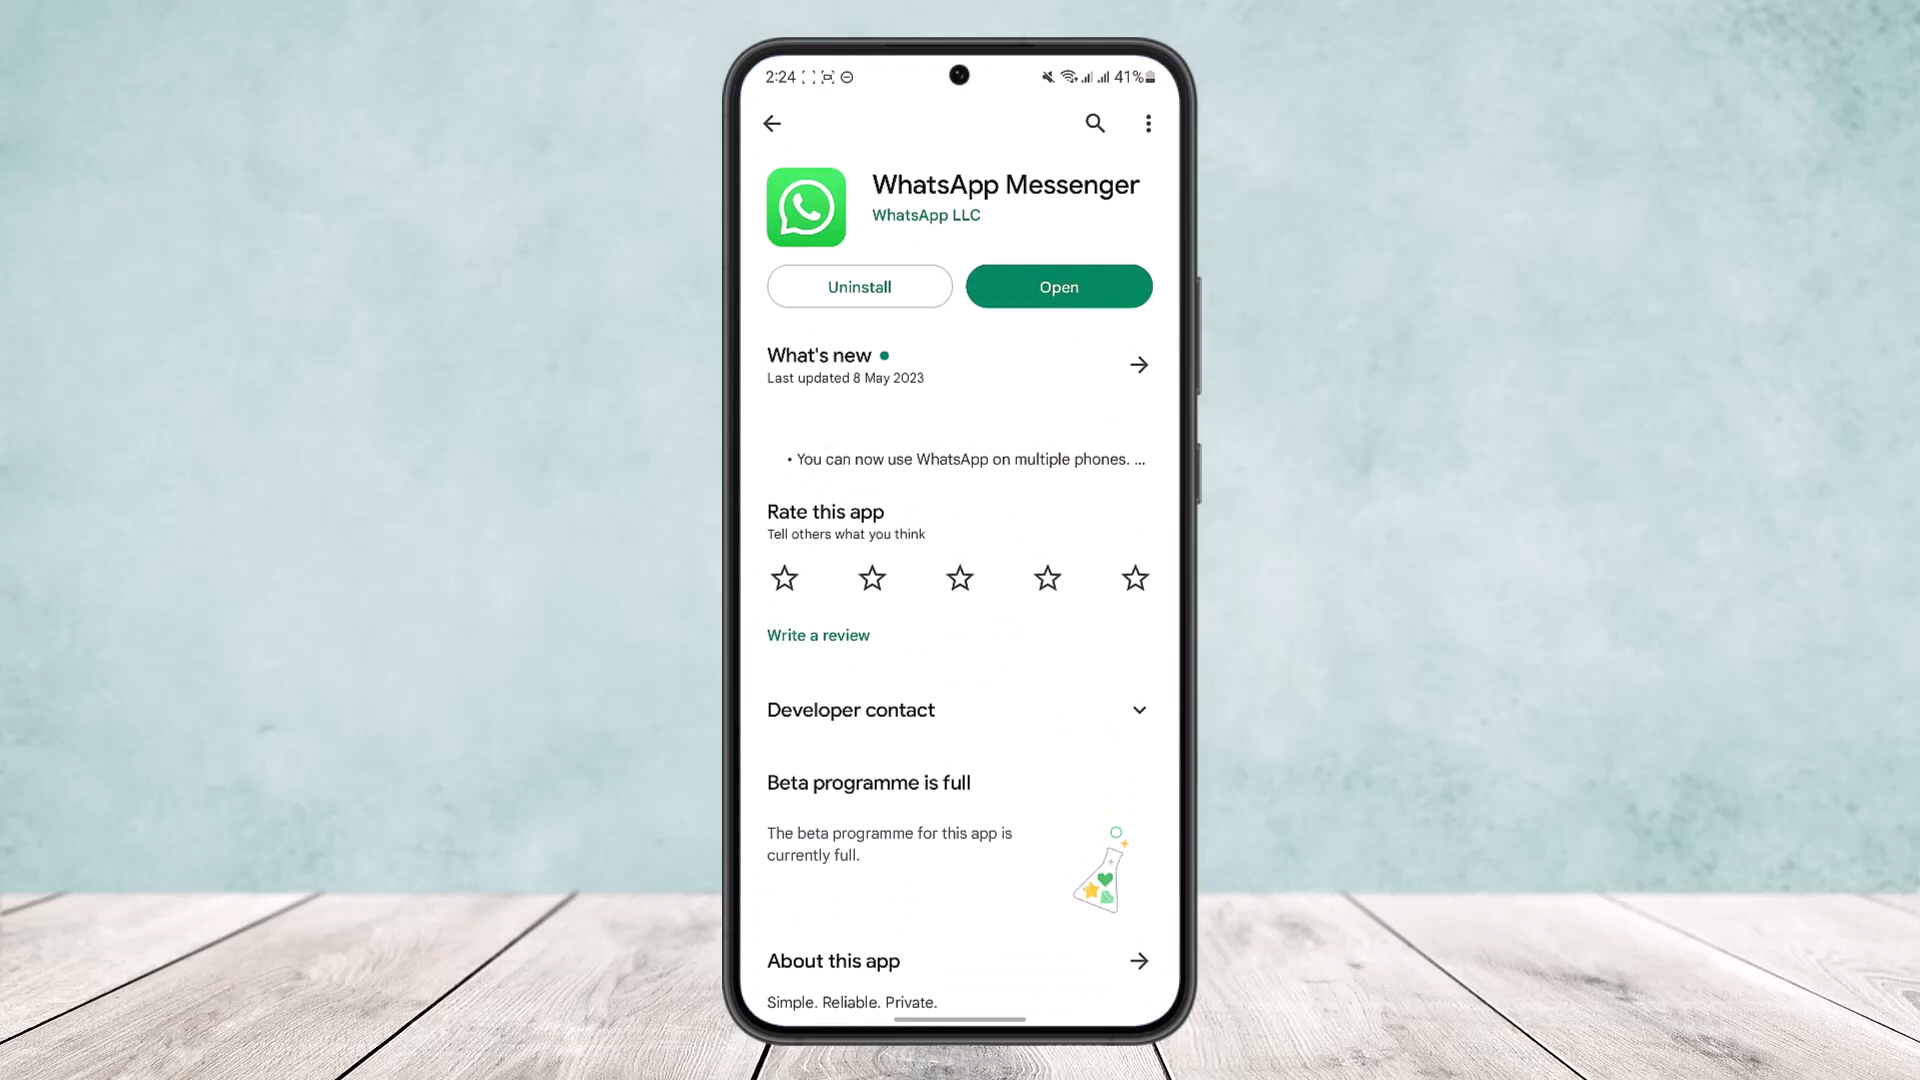 2:24 41%
WhatsApp Messenger
WhatsApp LLC
Uninstall Open
What's new
Last updated 8 May 2023
• You can now use WhatsApp on multiple phones. ...
Rate this app
Tell others what you think
Write a review
Developer contact
Beta programme is full
The beta programme for this app is
currently full.
About this app
Simple. Reliable. Private.